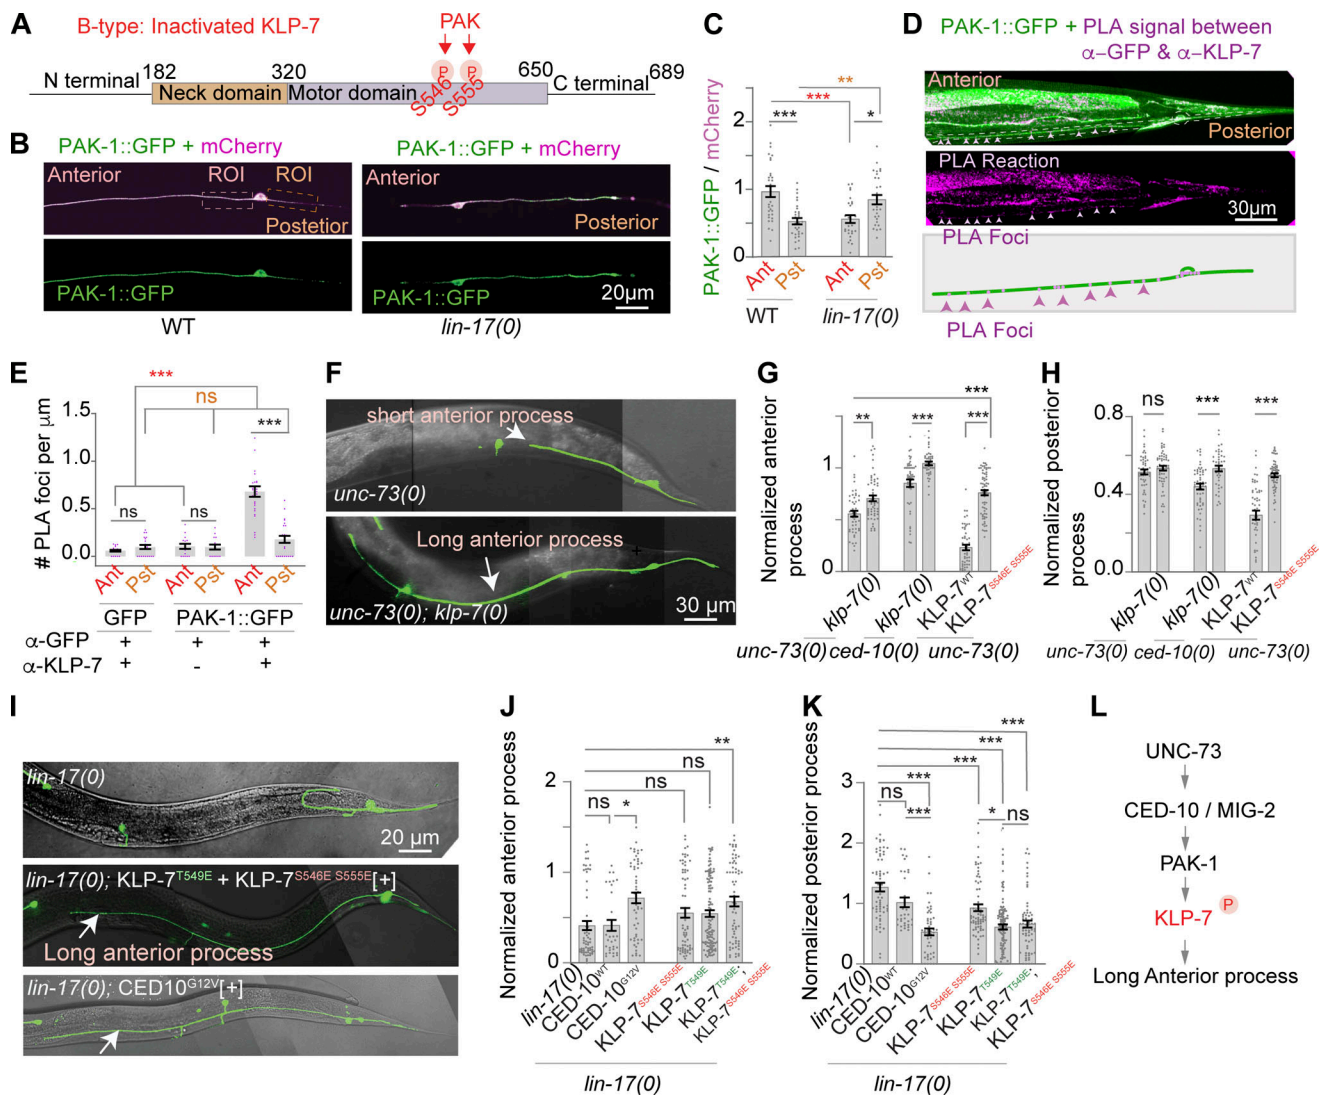 A
B-type: Inactivated KLP-7
PAK
P P
N terminal 182 320 650 C terminal 689
Neck domain Motor domain S546 S555
B
PAK-1::GFP + mCherry
PAK-1::GFP + mCherry
Anterior ROI ROI
Postetior
Anterior
Posterior
PAK-1::GFP
PAK-1::GFP
20µm
WT
lin-17(0)
C
PAK-1::GFP / mCherry
**
***
*** *
2
1
0
Ant Pst Ant Pst
WT lin-17(0)
D
PAK-1::GFP + PLA signal between
α-GFP & α-KLP-7
Anterior
Posterior
PLA Reaction
30µm
PLA Foci
PLA Foci
E
# PLA foci per µm
***
ns
***
ns ns
1.5
1.0
0.5
0.0
Ant Pst Ant Pst Ant Pst
GFP PAK-1::GFP
α-GFP + + +
α-KLP-7 + - +
F
short anterior process
unc-73(0)
Long anterior process
unc-73(0); klp-7(0)
30 µm
G
Normalized anterior
process
***
** *** ***
1
0
klp-7(0) klp-7(0) KLP-7WT KLP-7S546E S555E
unc-73(0) ced-10(0) unc-73(0)
H
Normalized posterior
process
ns *** ***
0.8
0.4
0.0
klp-7(0) klp-7(0) KLP-7WT KLP-7S546E S555E
unc-73(0) ced-10(0) unc-73(0)
I
lin-17(0)
20 µm
lin-17(0); KLP-7T549E + KLP-7S546E S555E[+]
Long anterior process
lin-17(0); CED10G12V[+]
J
Normalized anterior process
**
ns
ns
ns *
2
1
0
lin-17(0) CED-10WT CED-10G12V KLP-7S546E S555E KLP-7T549E KLP-7T549E; KLP-7S546E S555E
lin-17(0)
K
Normalized posterior process
***
***
***
***
ns *** * ns
3
2
1
0
lin-17(0) CED-10WT CED-10G12V KLP-7S546E S555E KLP-7T549E KLP-7T549E; KLP-7S546E S555E
lin-17(0)
L
UNC-73
CED-10 / MIG-2
PAK-1
KLP-7 P
Long Anterior process